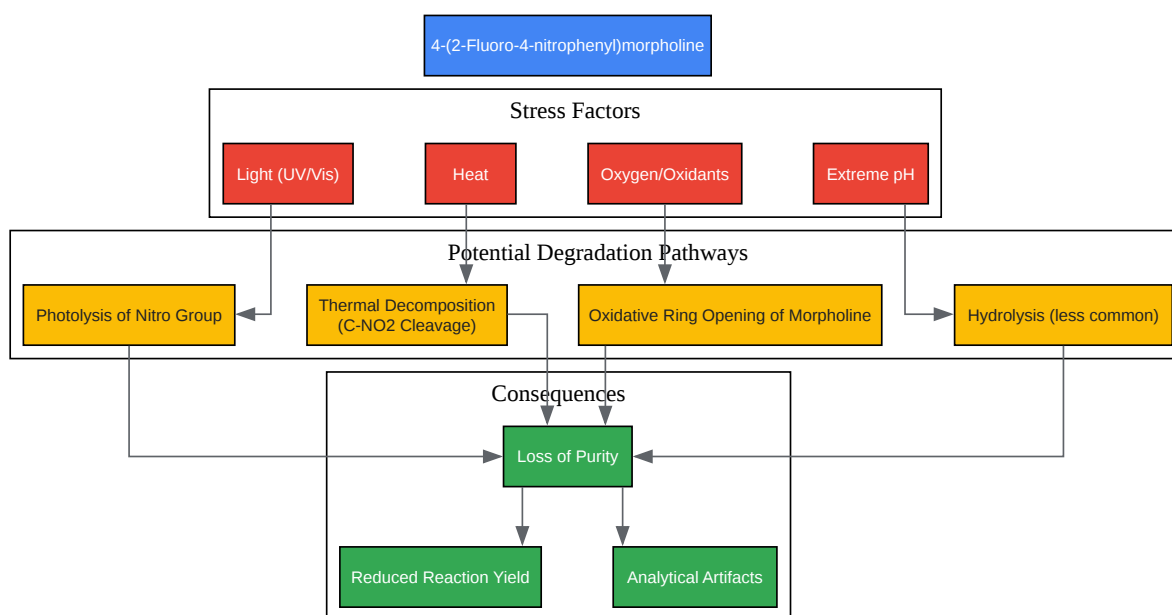 4-(2-Fluoro-4-nitrophenyl)morpholine
Stress Factors
Light (UV/Vis)
Heat
Oxygen/Oxidants
Extreme pH
Potential Degradation Pathways
Photolysis of Nitro Group
Thermal Decomposition
(C-NO2 Cleavage)
Oxidative Ring Opening of Morpholine
Hydrolysis (less common)
Consequences
Loss of Purity
Reduced Reaction Yield
Analytical Artifacts